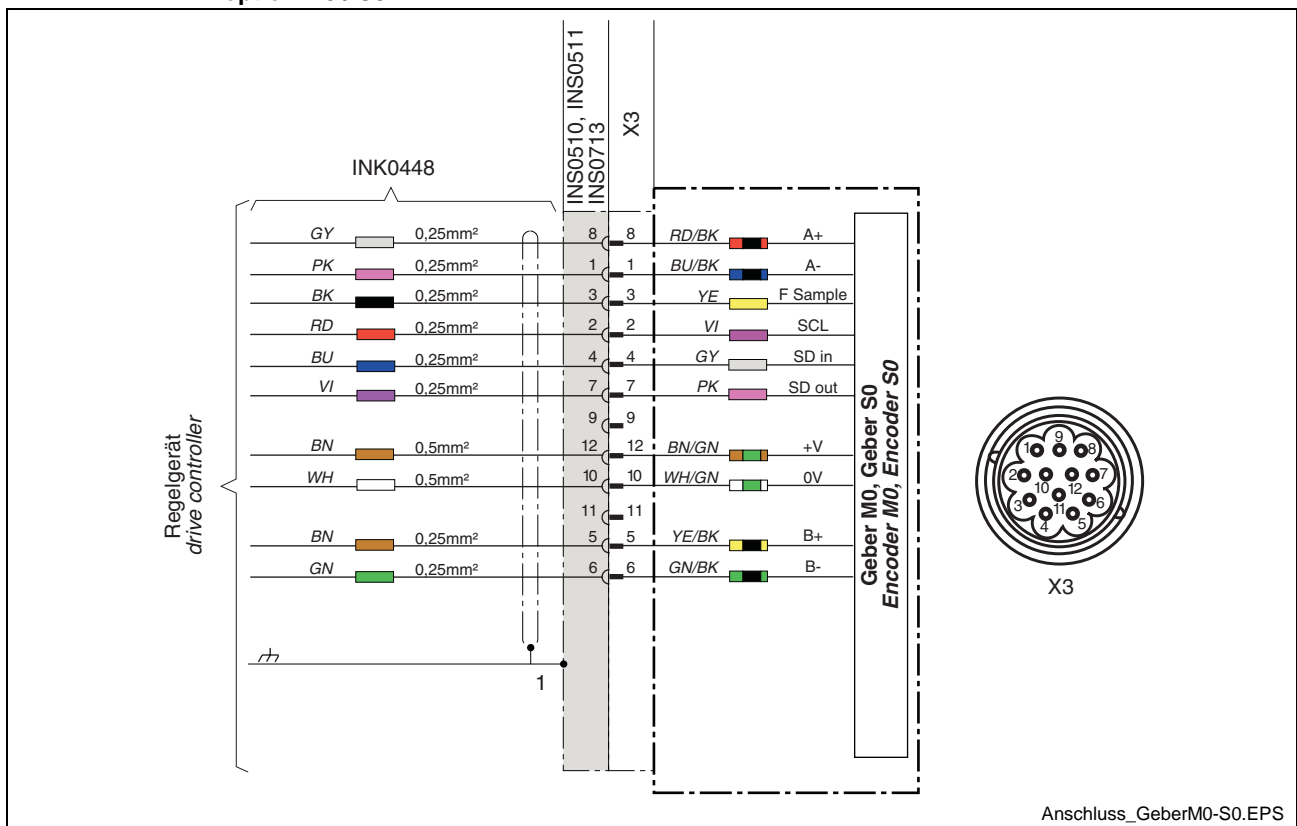 INS0510, INS0511
INS0713
X3
INK0448
GY 0,25mm² 8 8 RD/BK A+
PK 0,25mm² 1 1 BU/BK A-
BK 0,25mm² 3 3 YE F Sample
RD 0,25mm² 2 2 VI SCL
BU 0,25mm² 4 4 GY SD in
VI 0,25mm² 7 7 PK SD out
9 9
BN 0,5mm² 12 12 BN/GN +V
WH 0,5mm² 10 10 WH/GN 0V
11 11
BN 0,25mm² 5 5 YE/BK B+
GN 0,25mm² 6 6 GN/BK B-
1
Regelgerät
drive controller
Geber M0, Geber S0
Encoder M0, Encoder S0
9
1 8
2 10 12 7
3 11 6
4 5
X3
Anschluss_GeberM0-S0.EPS